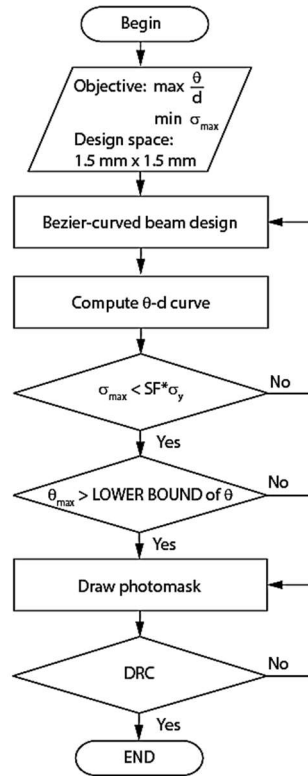 Begin
Objective: max θ/d
min σmax
Design space:
1.5 mm x 1.5 mm
Bezier-curved beam design
Compute θ-d curve
σmax < SF*σy
No
Yes
θmax > LOWER BOUND of θ
No
Yes
Draw photomask
DRC
No
Yes
END